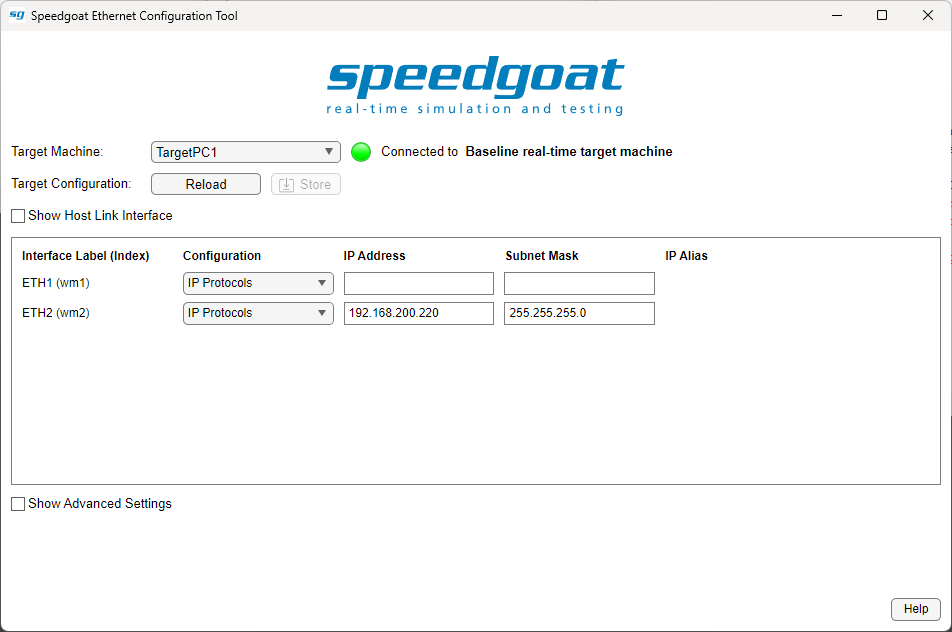 sg Speedgoat Ethernet Configuration Tool
speedgoat
real-time simulation and testing
Target Machine: TargetPC1 Connected to Baseline real-time target machine
Target Configuration: Reload Store
Show Host Link Interface
Interface Label (Index) Configuration IP Address Subnet Mask IP Alias
ETH1 (wm1) IP Protocols
ETH2 (wm2) IP Protocols 192.168.200.220 255.255.255.0
Show Advanced Settings
Help